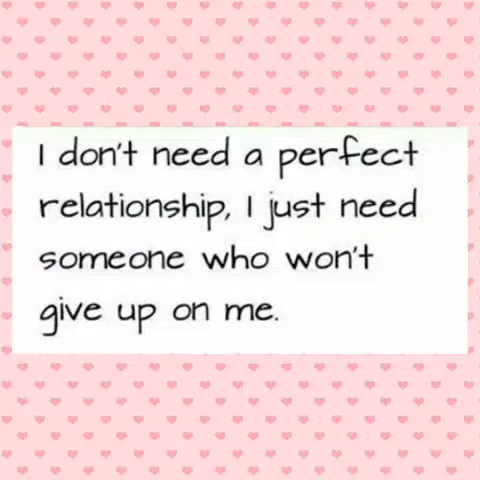 I don't need a perfect
relationship, I just need
someone who won't
give up on me.